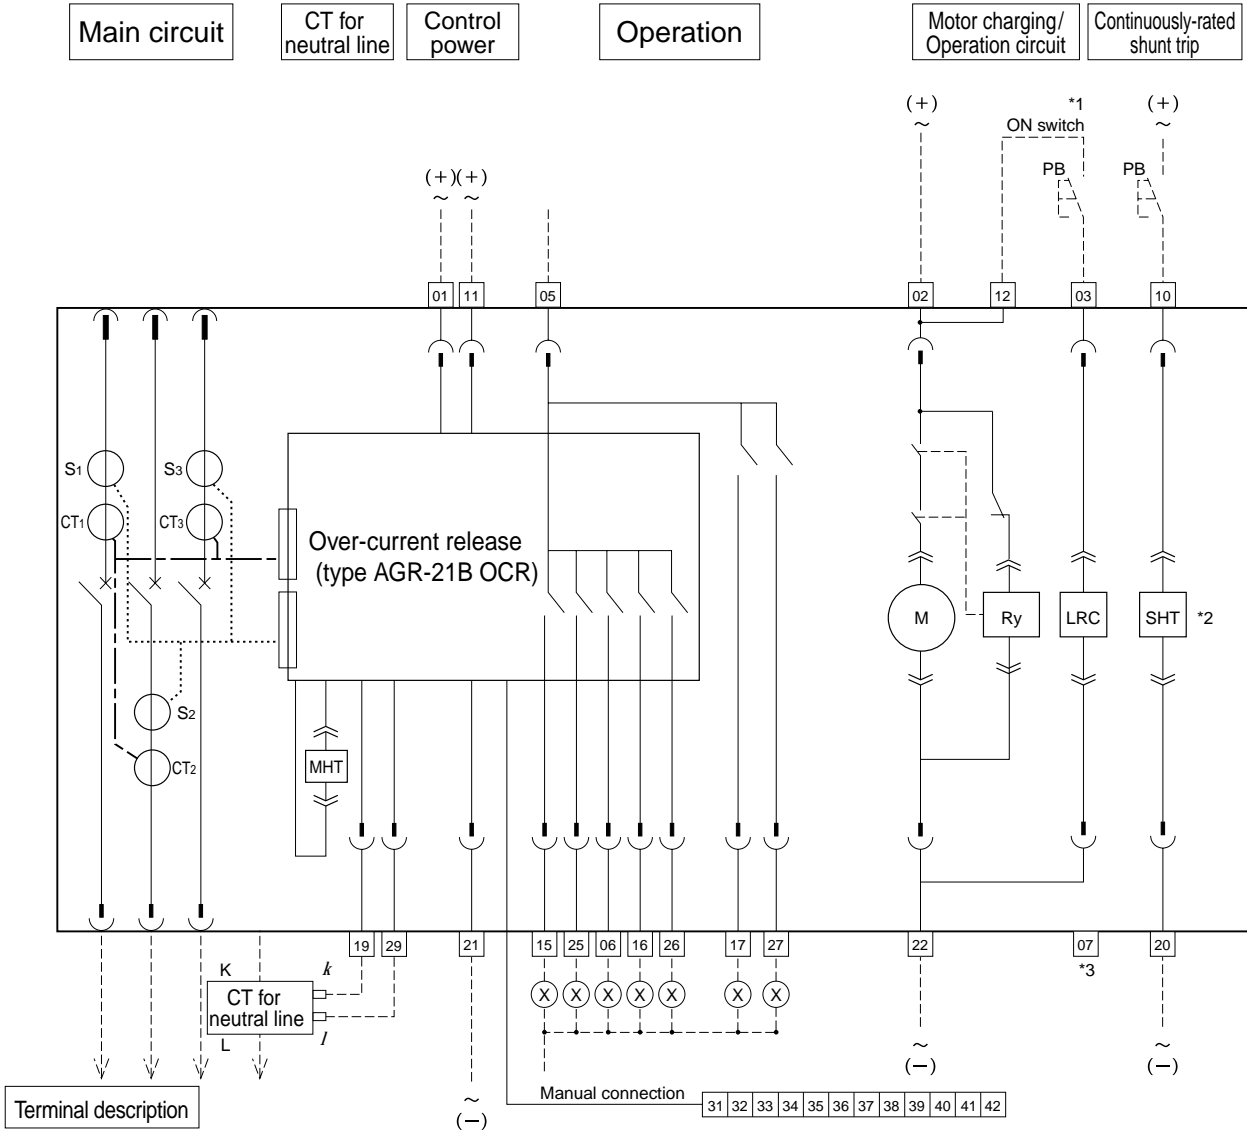 Main circuit
CT for
neutral line
Control
power
Operation
Motor charging/
Operation circuit
Continuously-rated
shunt trip
(+)
~
*1
ON switch
(+)
~
PB
PB
(+)(+)
~ ~
01 11 05 02 12 03 10
S1
S3
CT1
CT3
Over-current release
(type AGR-21B OCR)
M
Ry
LRC
SHT
*2
S2
CT2
MHT
19 29 21 15 25 06 16 26 17 27 22 07 20
*3
K
k
CT for
neutral line
L
l
X X X X X X X
~
(−)
~
(−)
~
(−)
Manual connection
31 32 33 34 35 36 37 38 39 40 41 42
Terminal description